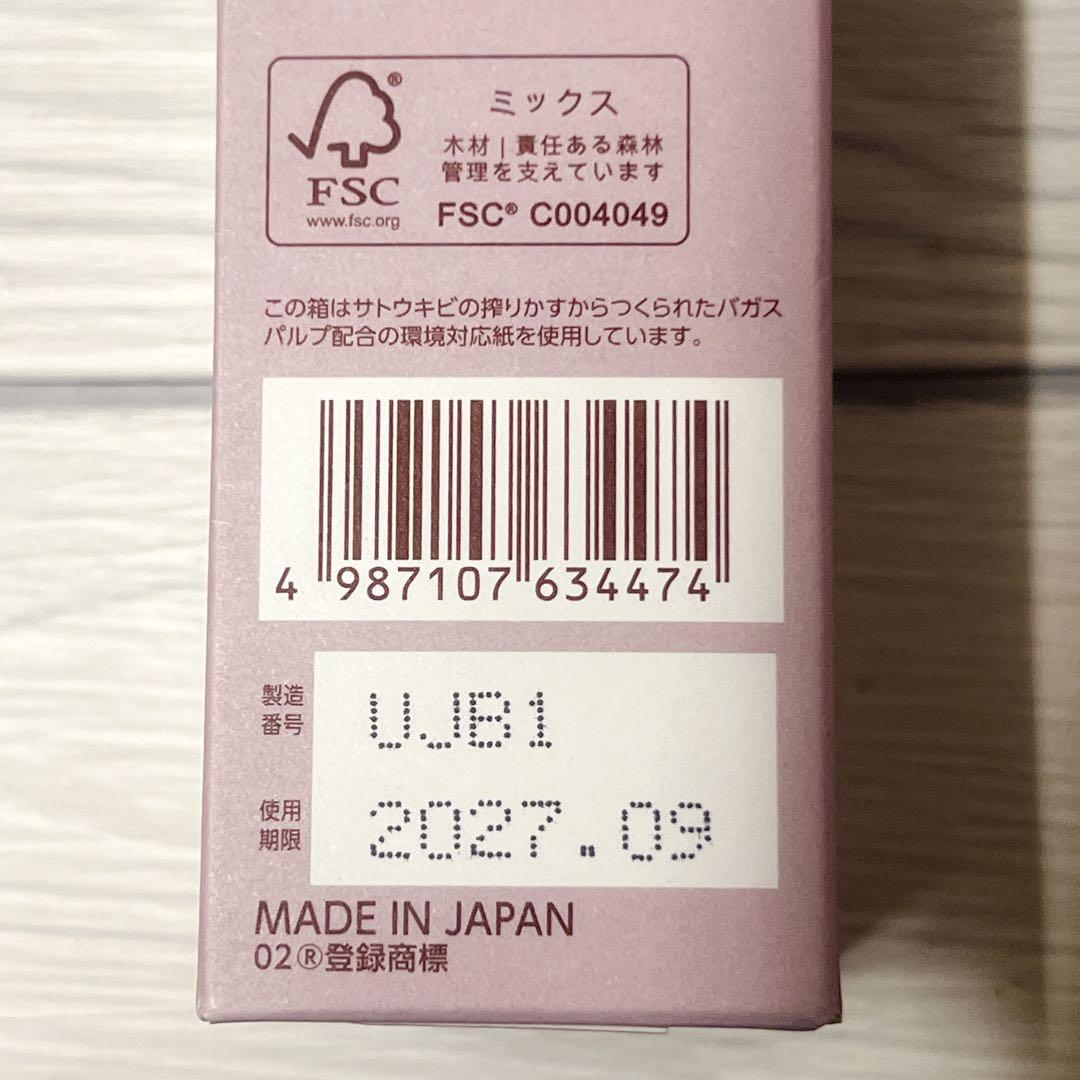 ®
FSC
www.fsc.org
ミックス
木材 | 責任ある森林
管理を支えています
FSC® C004049
この箱はサトウキビの搾りかすからつくられたバガス
パルプ配合の環境対応紙を使用しています。
4 987107 634474
製造
番号
UJB1
使用
期限
2027.09
MADE IN JAPAN
02®登録商標